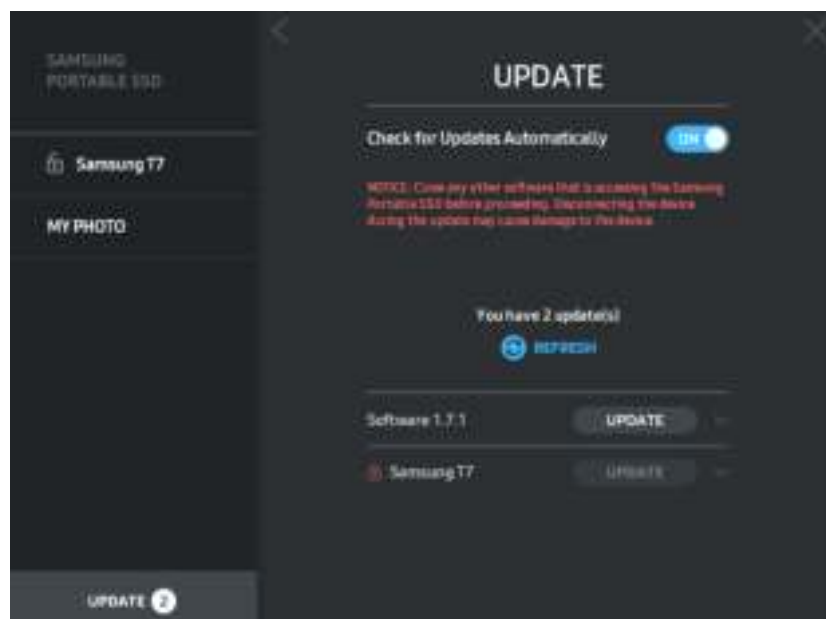 SAMSUNG
PORTABLE SSD
Samsung T7
MY PHOTO
UPDATE 2
UPDATE
Check for Updates Automatically
ON
NOTICE: Close any other software that is accessing the Samsung
Portable SSD before proceeding. Disconnecting the device
during the update may cause damage to the device
You have 2 update(s)
REFRESH
Software 1.7.1
UPDATE
Samsung T7
UPDATE